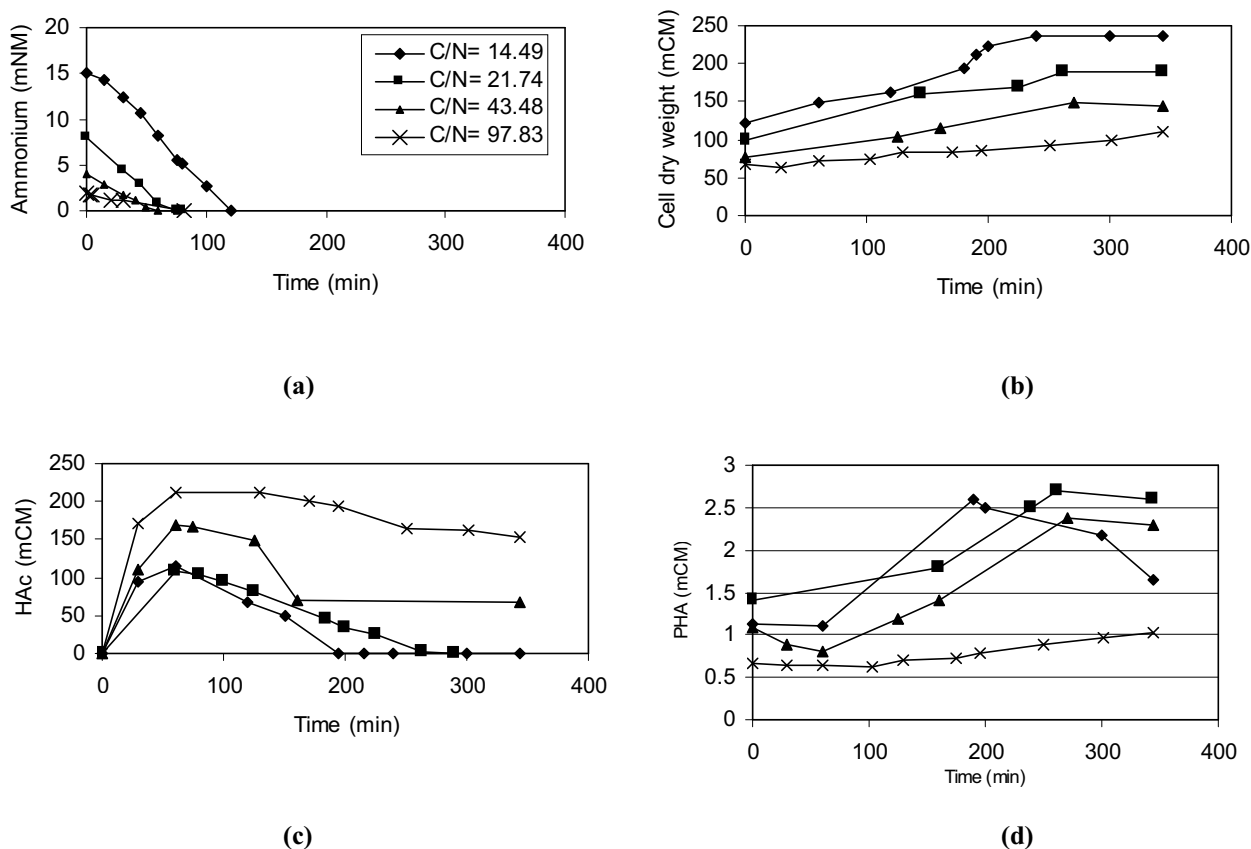 Ammonium (mNM)
20
15
10
5
0
0 100 200 300 400
Time (min)
C/N= 14.49
C/N= 21.74
C/N= 43.48
C/N= 97.83
(a)
Cell dry weight (mCM)
250
200
150
100
50
0
0 100 200 300 400
Time (min)
(b)
HAc (mCM)
250
200
150
100
50
0
0 100 200 300 400
Time (min)
(c)
PHA (mCM)
3
2.5
2
1.5
1
0.5
0
0 100 200 300 400
Time (min)
(d)